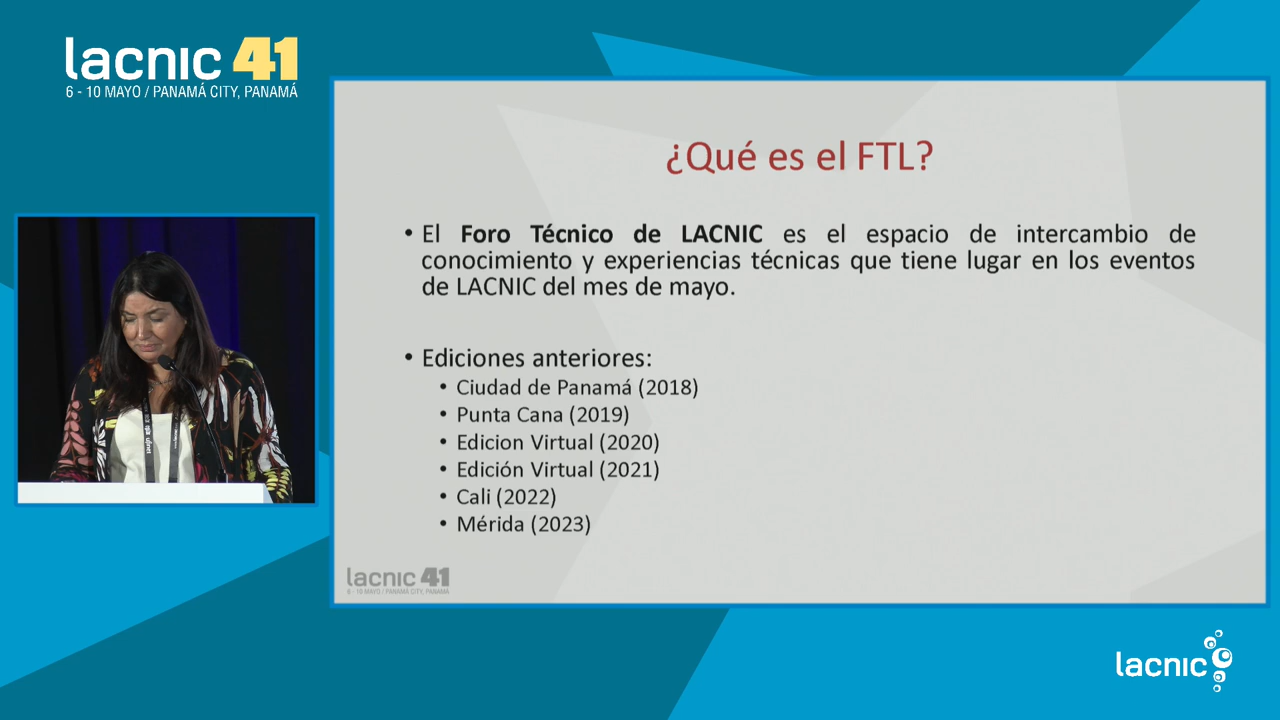 lacnic 41
6 - 10 MAYO / PANAMÁ CITY, PANAMÁ
¿Qué es el FTL?
• El Foro Técnico de LACNIC es el espacio de intercambio de
conocimiento y experiencias técnicas que tiene lugar en los eventos
de LACNIC del mes de mayo.
• Ediciones anteriores:
• Ciudad de Panamá (2018)
• Punta Cana (2019)
• Edicion Virtual (2020)
• Edición Virtual (2021)
• Cali (2022)
• Mérida (2023)
lacnic 41
6 - 10 MAYO / PANAMÁ CITY, PANAMÁ
lacnic